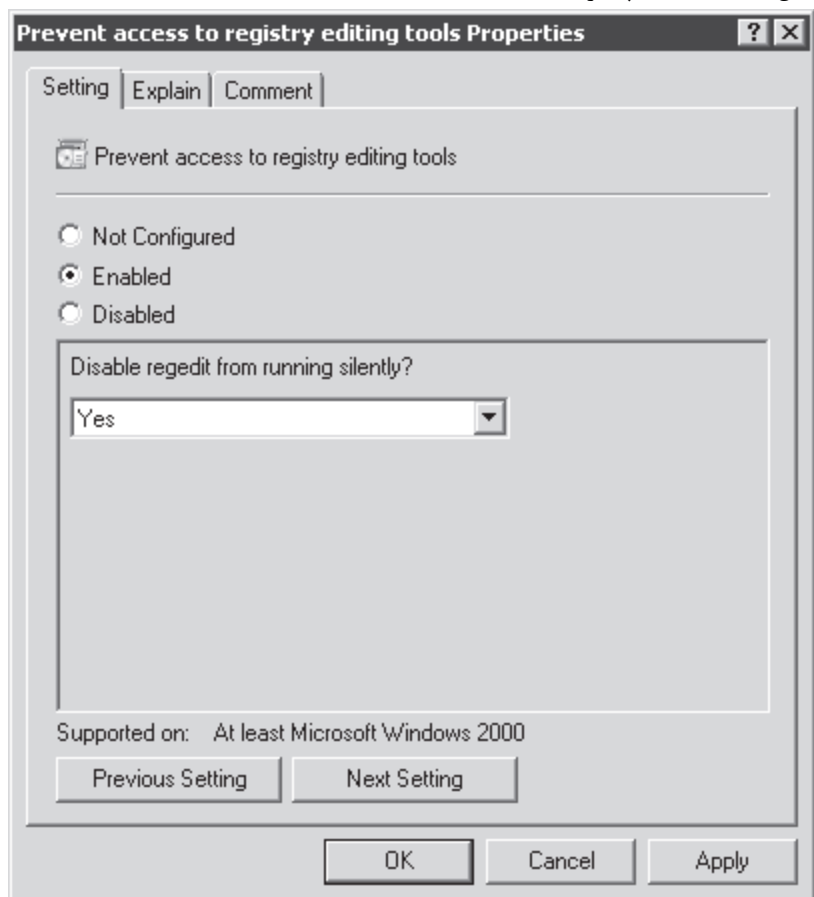 Prevent access to registry editing tools Properties ? X
Setting Explain Comment
Prevent access to registry editing tools
Not Configured
Enabled
Disabled
Disable regedit from running silently?
Yes
Supported on: At least Microsoft Windows 2000
Previous Setting Next Setting
OK Cancel Apply